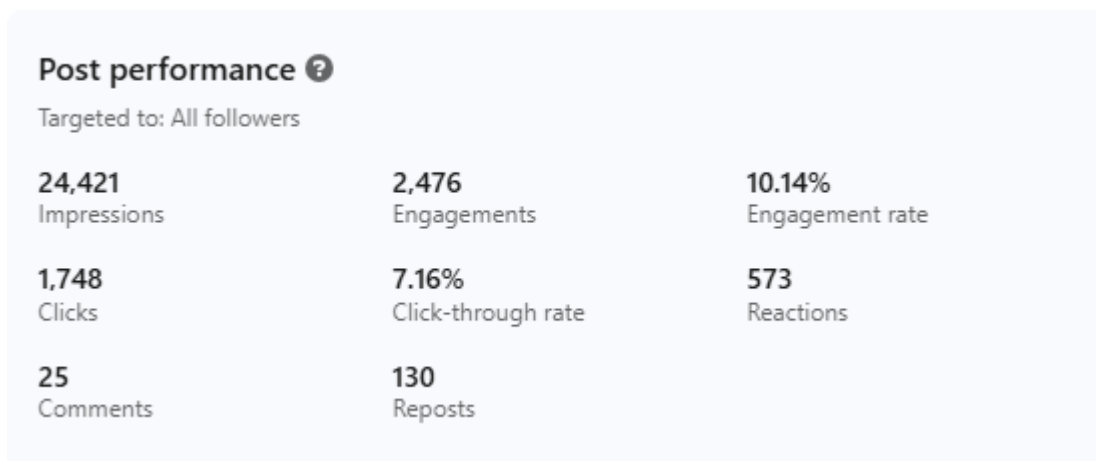 Post performance
Targeted to: All followers
24,421 2,476 10.14%
Impressions Engagements Engagement rate
1,748 7.16% 573
Clicks Click-through rate Reactions
25 130
Comments Reposts